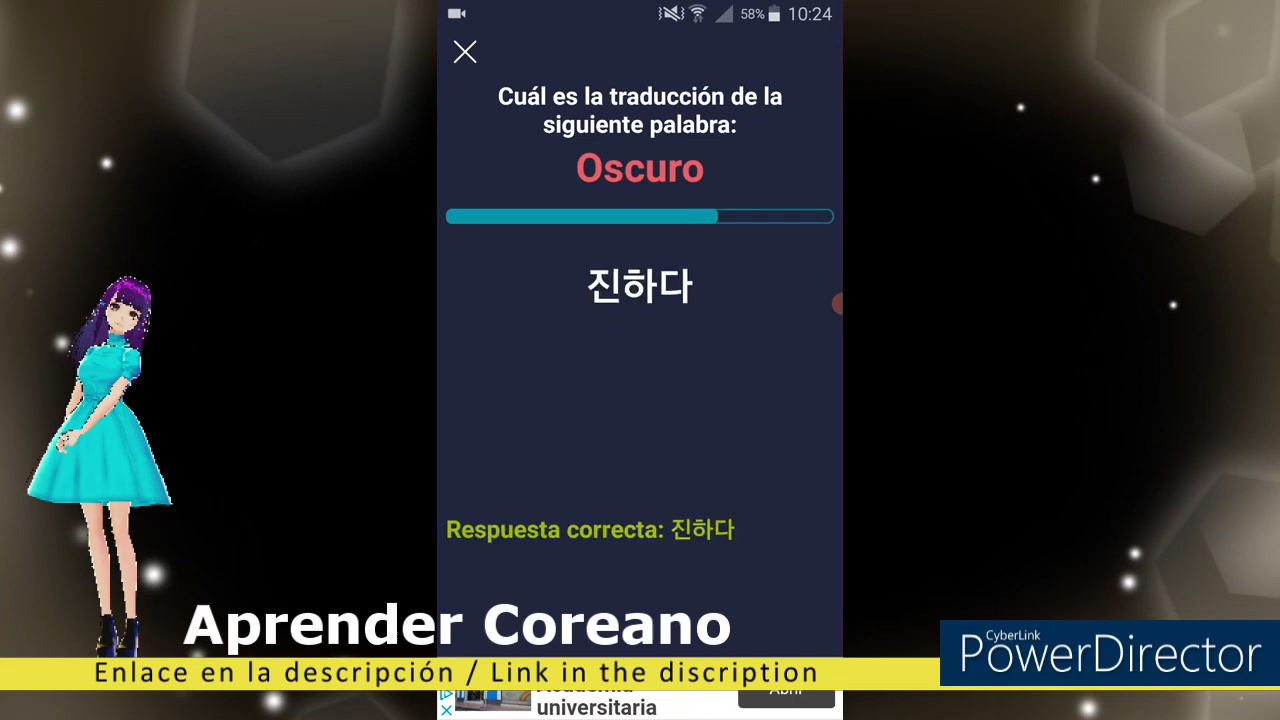 58% 10:24
Cuál es la traducción de la
siguiente palabra:
Oscuro
진하다
Respuesta correcta: 진하다
Aprender Coreano
Enlace en la descripción / Link in the discription
CyberLink
PowerDirector
universitaria